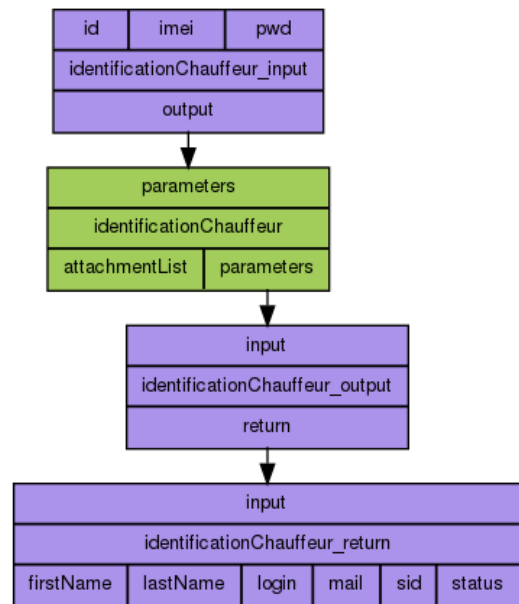 id imei pwd
identificationChauffeur_input
output
parameters
identificationChauffeur
attachmentList parameters
input
identificationChauffeur_output
return
input
identificationChauffeur_return
firstName lastName login mail sid status